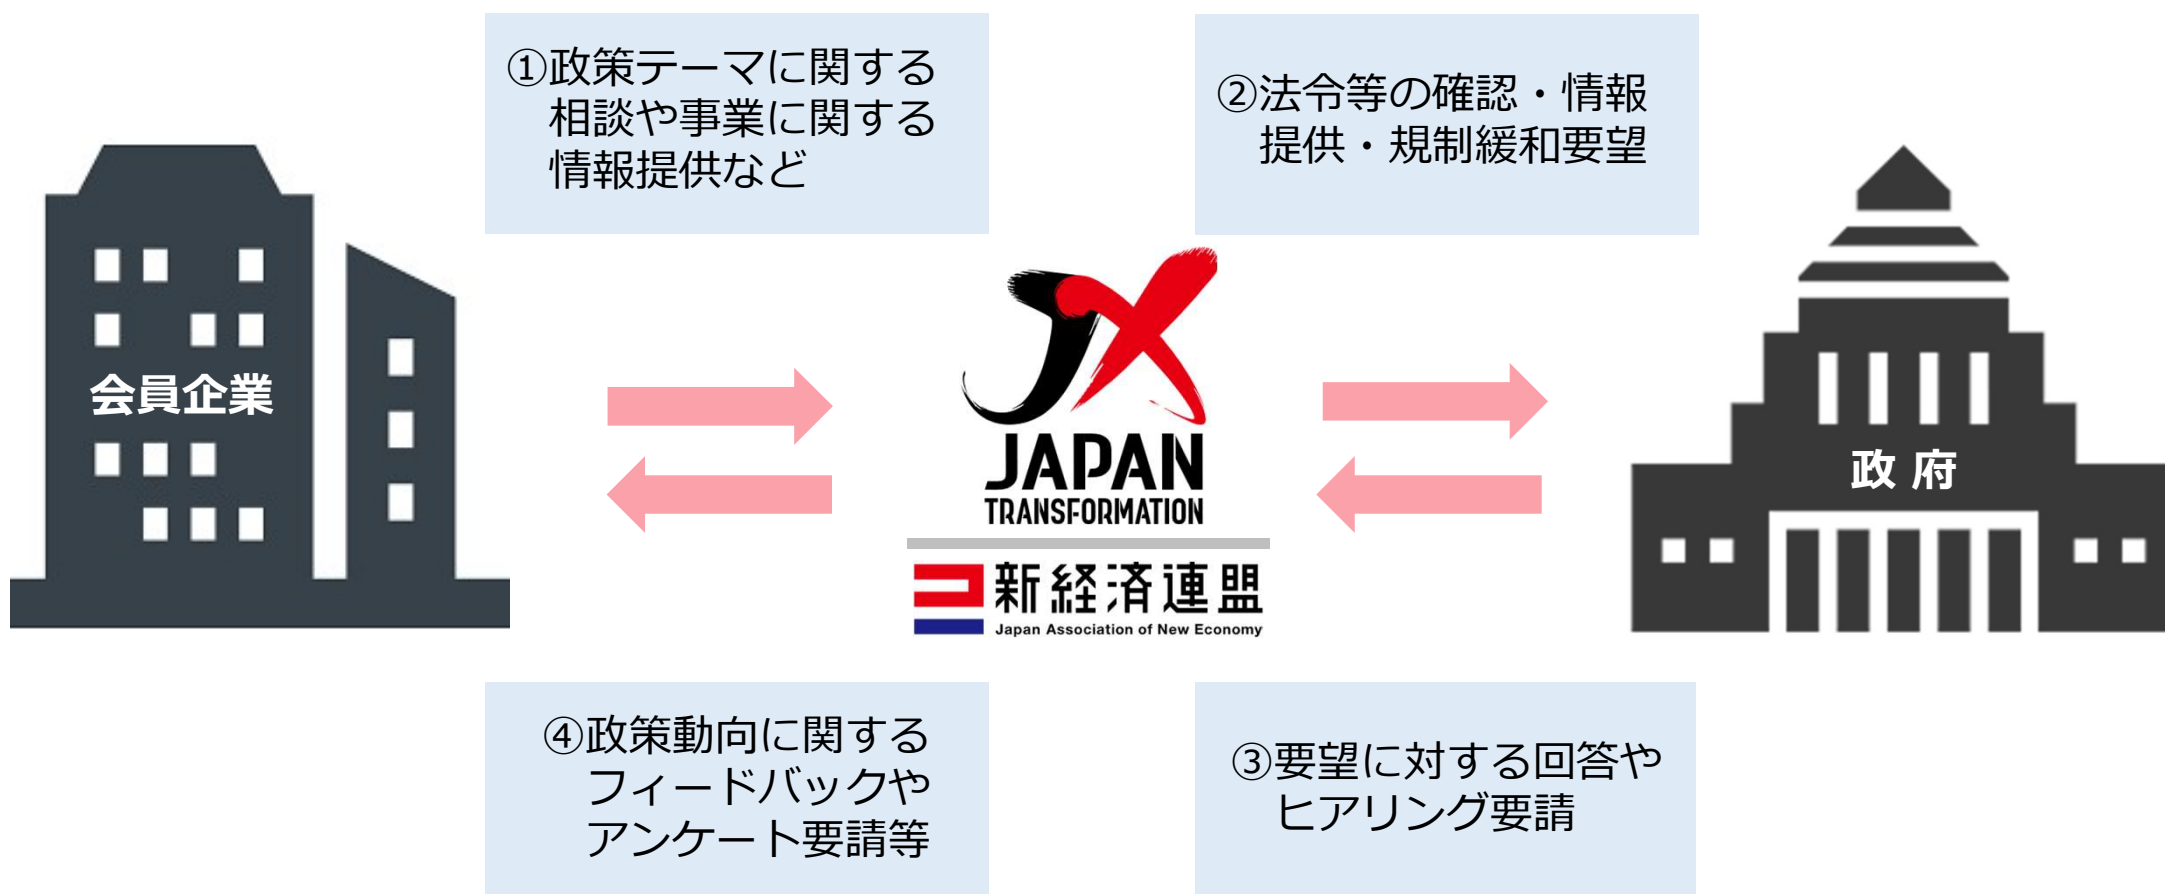 ①政策テーマに関する
相談や事業に関する
情報提供など
②法令等の確認・情報
提供・規制緩和要望
会員企業
JX
JAPAN
TRANSFORMATION
新経済連盟
Japan Association of New Economy
政府
④政策動向に関する
フィードバックや
アンケート要請等
③要望に対する回答や
ヒアリング要請